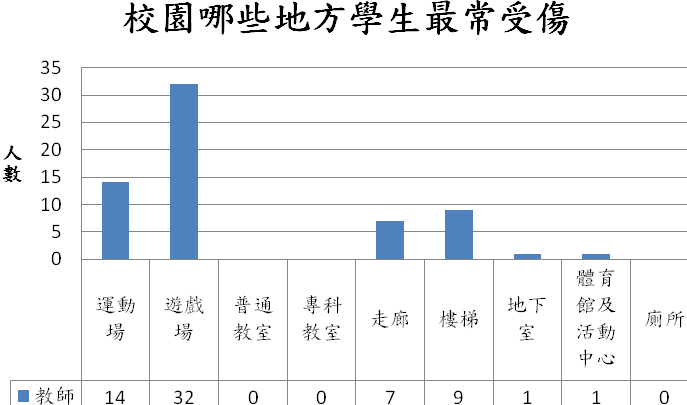 校園哪些地方學生最常受傷
35
30
25
20
15
10
5
0
人
數
運動
場
遊戲
場
普通
教室
專科
教室
走廊
樓梯
地下
室
體育
館及
活動
中心
廁所
教師 14 32 0 0 7 9 1 1 0